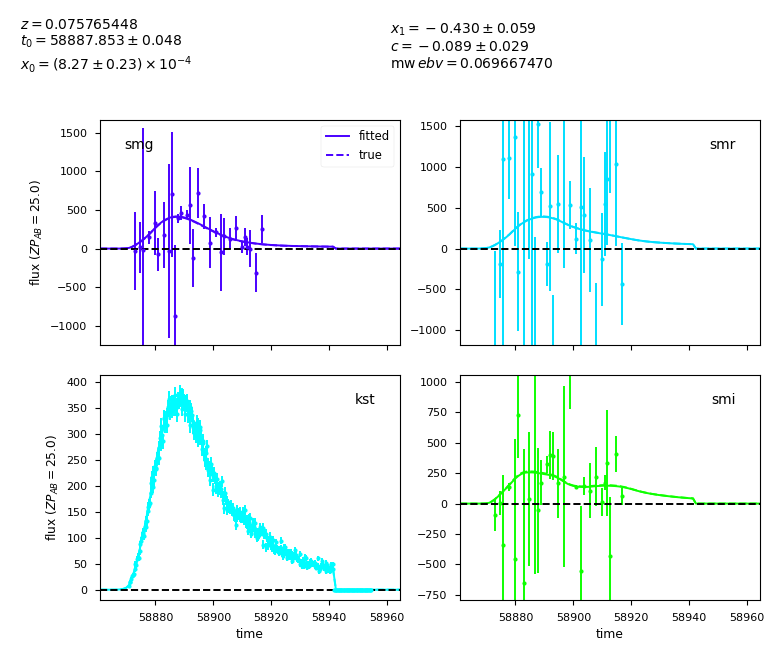 z = 0.075765448
t0 = 58887.853 ± 0.048
x0 = (8.27 ± 0.23) × 10^−4
x1 = −0.430 ± 0.059
c = −0.089 ± 0.029
mw ebv = 0.069667470
smg
fitted
true
1500
1000
500
0
−500
−1000
flux (ZP_AB = 25.0)
smr
1500
1000
500
0
−500
−1000
kst
400
350
300
250
200
150
100
50
0
flux (ZP_AB = 25.0)
58880 58900 58920 58940 58960
time
smi
1000
750
500
250
0
−250
−500
−750
58880 58900 58920 58940 58960
time